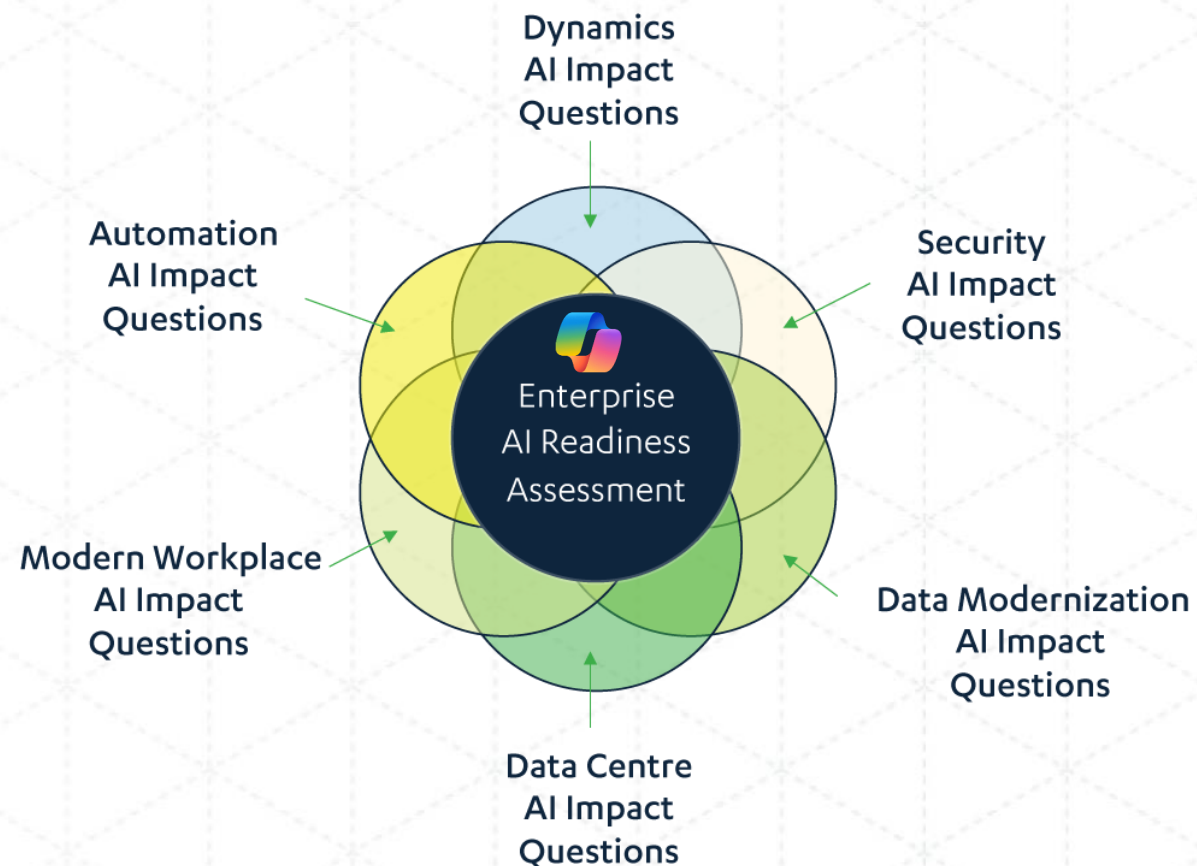 Dynamics
AI Impact
Questions
Automation
AI Impact
Questions
Security
AI Impact
Questions
Enterprise
AI Readiness
Assessment
Modern Workplace
AI Impact
Questions
Data Modernization
AI Impact
Questions
Data Centre
AI Impact
Questions